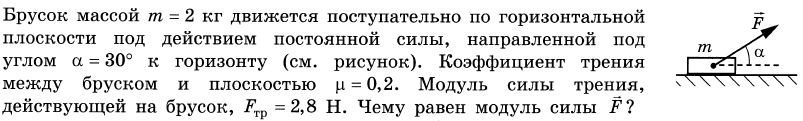 Брусок массой m = 2 кг движется поступательно по горизонтальной
плоскости под действием постоянной силы, направленной под
углом α = 30° к горизонту (см. рисунок). Коэффициент трения
между бруском и плоскостью μ = 0,2. Модуль силы трения,
действующей на брусок, Fтр = 2,8 Н. Чему равен модуль силы F⃗ ?
F⃗
m
α